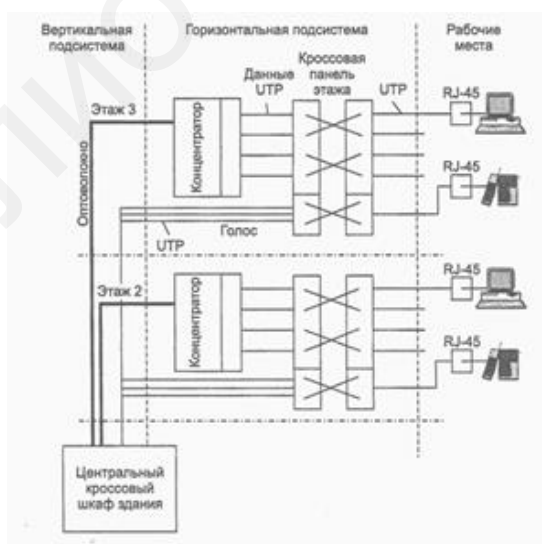 Вертикальная
подсистема
Горизонтальная подсистема
Рабочие
места
Кроссовая
панель
этажа
Данные
UTP
UTP
RJ-45
Этаж 3
Концентратор
Оптоволокно
RJ-45
Голос
UTP
RJ-45
Этаж 2
Концентратор
RJ-45
Центральный
кроссовый
шкаф здания